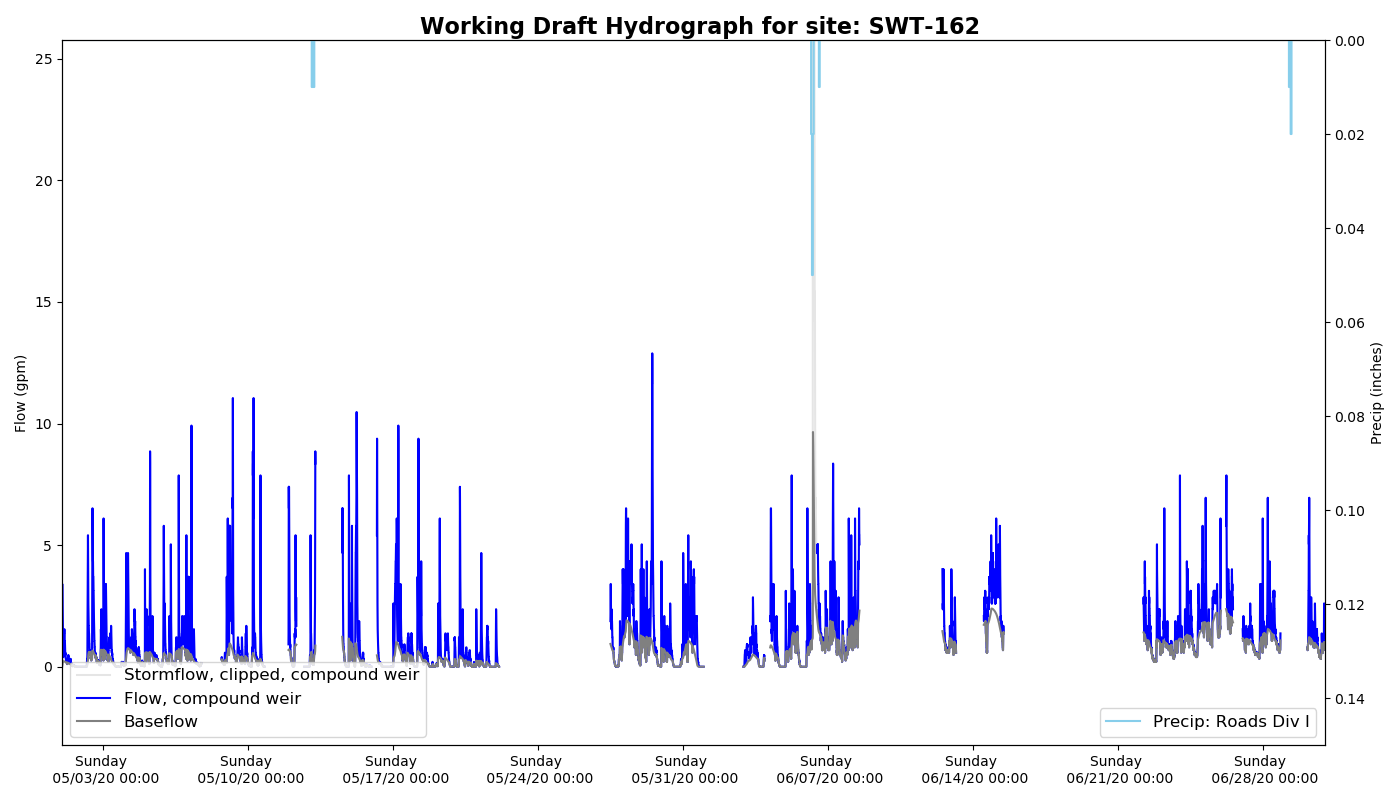 Working Draft Hydrograph for site: SWT-162
25
20
15
10
5
0
Flow (gpm)
0.00
0.02
0.04
0.06
0.08
0.10
0.12
0.14
Precip (inches)
Stormflow, clipped, compound weir
Flow, compound weir
Baseflow
Precip: Roads Div I
Sunday
05/03/20 00:00
Sunday
05/10/20 00:00
Sunday
05/17/20 00:00
Sunday
05/24/20 00:00
Sunday
05/31/20 00:00
Sunday
06/07/20 00:00
Sunday
06/14/20 00:00
Sunday
06/21/20 00:00
Sunday
06/28/20 00:00